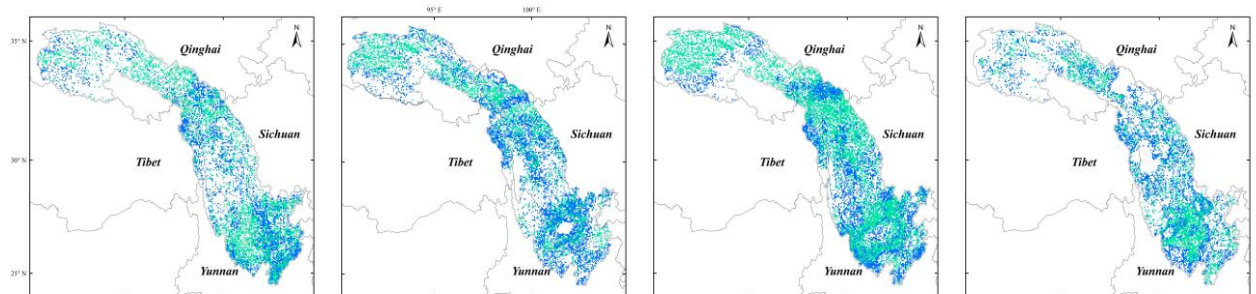 95° E 100° E
N N N N
35° N
Qinghai Qinghai Qinghai Qinghai
Sichuan Sichuan Sichuan Sichuan
30° N
Tibet Tibet Tibet Tibet
25° N
Yunnan Yunnan Yunnan Yunnan